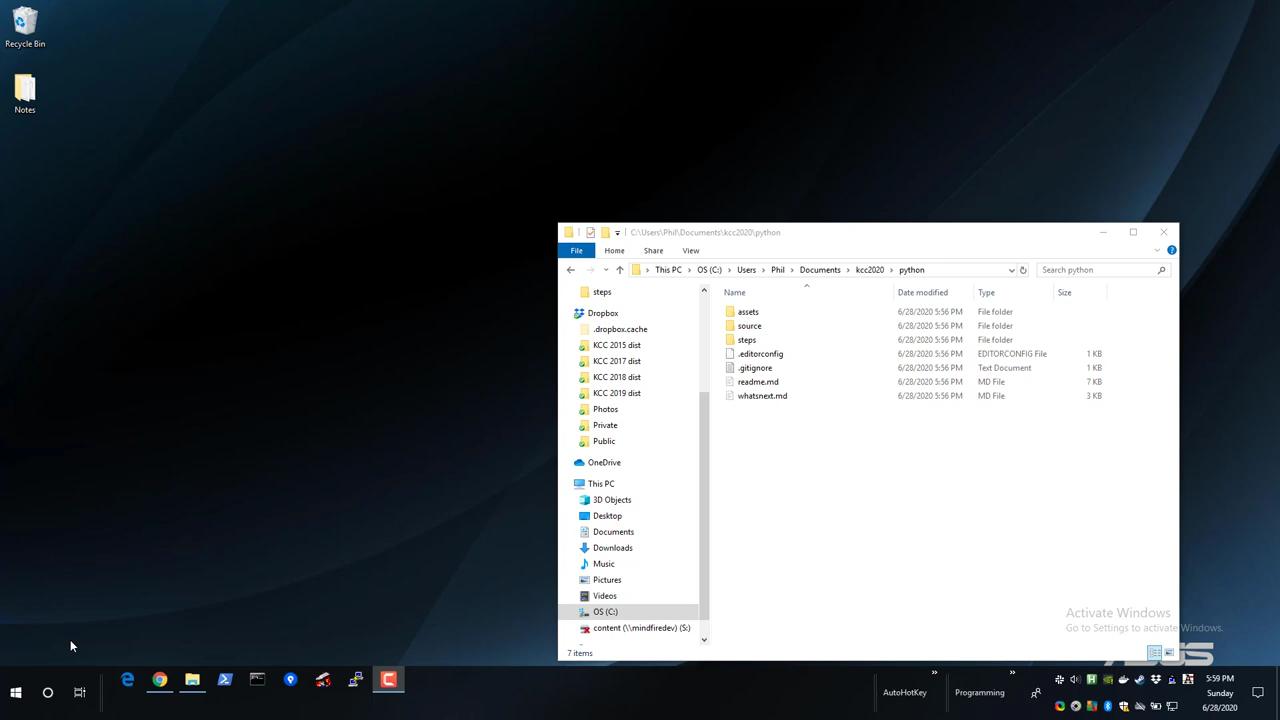 Recycle Bin
Notes
C:\Users\Phil\Documents\kcc2020\python
File Home Share View
This PC OS (C:) Users Phil Documents kcc2020 python
Search python
Name Date modified Type Size
steps
Dropbox
.dropbox.cache
KCC 2015 dist
KCC 2017 dist
KCC 2018 dist
KCC 2019 dist
Photos
Private
Public
OneDrive
This PC
3D Objects
Desktop
Documents
Downloads
Music
Pictures
Videos
OS (C:)
content (\\mindfiredev) (S:)
assets 6/28/2020 5:56 PM File folder
source 6/28/2020 5:56 PM File folder
steps 6/28/2020 5:56 PM File folder
.editorconfig 6/28/2020 5:56 PM EDITORCONFIG File 1 KB
.gitignore 6/28/2020 5:56 PM Text Document 1 KB
readme.md 6/28/2020 5:56 PM MD File 7 KB
whatsnext.md 6/28/2020 5:56 PM MD File 3 KB
Activate Windows
Go to Settings to activate Windows.
7 items
ASUS
AutoHotKey
Programming
5:59 PM
Sunday
6/28/2020